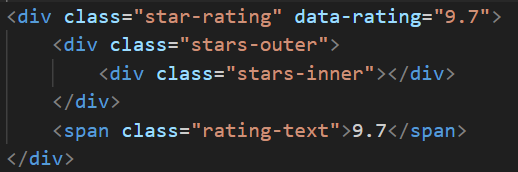 <div class="star-rating" data-rating="9.7">
    <div class="stars-outer">
        <div class="stars-inner"></div>
    </div>
    <span class="rating-text">9.7</span>
</div>